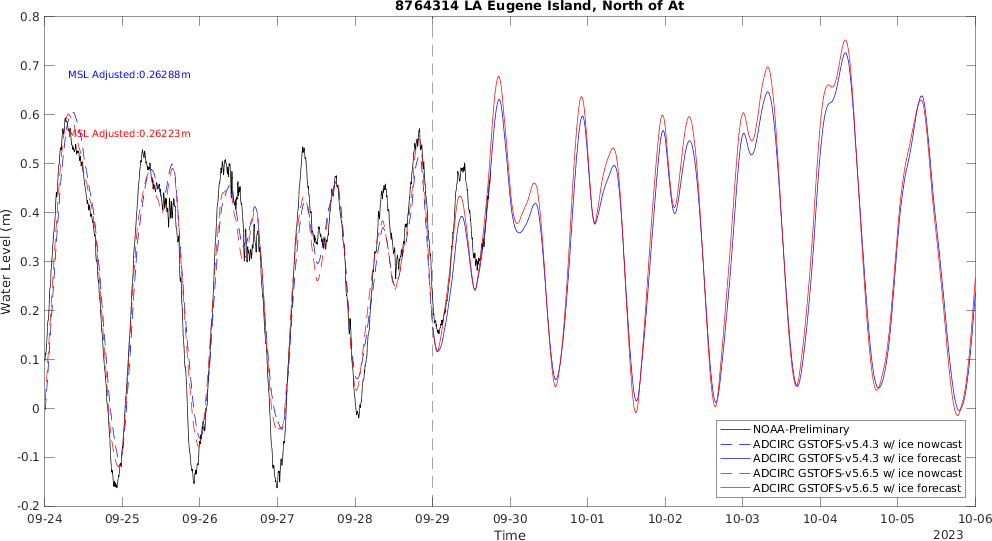 8764314 LA Eugene Island, North of At
Water Level (m)
0.8
0.7
0.6
0.5
0.4
0.3
0.2
0.1
0
-0.1
-0.2
MSL Adjusted:0.26288m
MSL Adjusted:0.26223m
NOAA-Preliminary
ADCIRC GSTOFS-v5.4.3 w/ ice nowcast
ADCIRC GSTOFS-v5.4.3 w/ ice forecast
ADCIRC GSTOFS-v5.6.5 w/ ice nowcast
ADCIRC GSTOFS-v5.6.5 w/ ice forecast
09-24 09-25 09-26 09-27 09-28 09-29 09-30 10-01 10-02 10-03 10-04 10-05 10-06
Time
2023